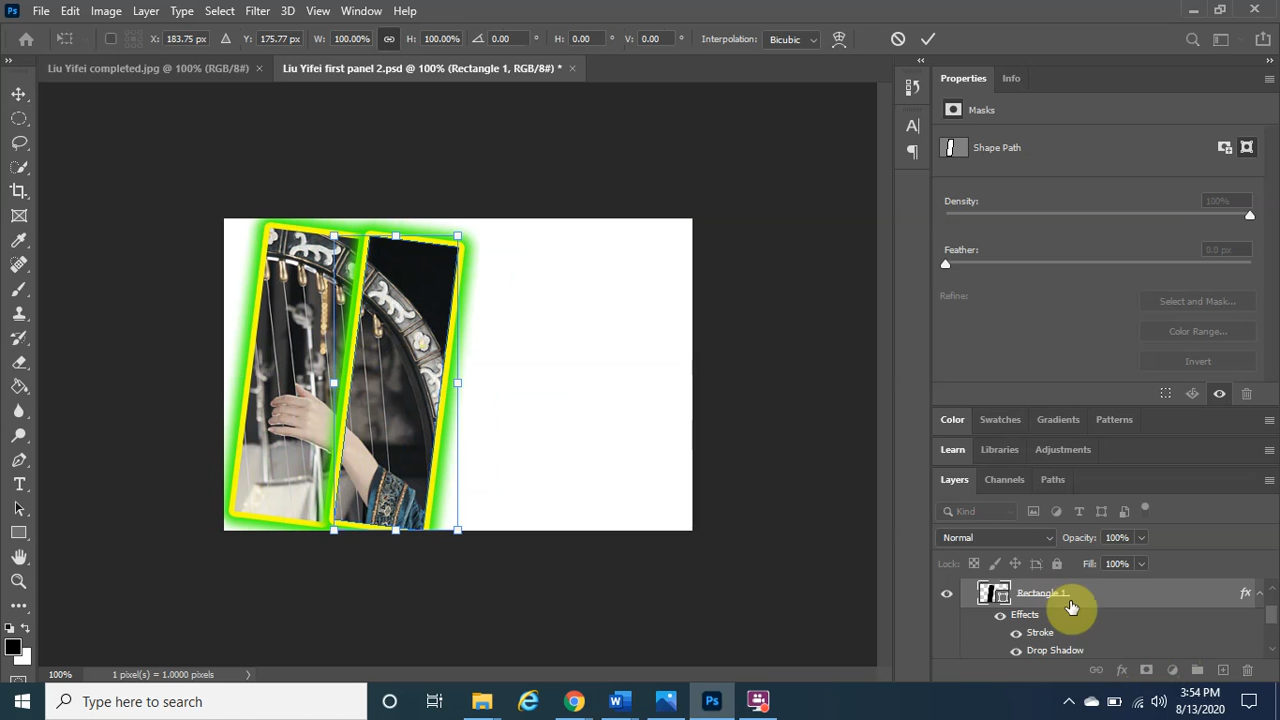 Ps File Edit Image Layer Type Select Filter 3D View Window Help
X: 183.75 px Y: 175.77 px W: 100.00% H: 100.00% 0.00 ° H: 0.00 ° V: 0.00 ° Interpolation: Bicubic
Liu Yifei completed.jpg @ 100% (RGB/8#) × Liu Yifei first panel 2.psd @ 100% (Rectangle 1, RGB/8#) * ×
Properties Info
Masks
Shape Path
Density: 100%
Feather: 0.0 px
Refine: Select and Mask...
Color Range...
Invert
Color Swatches Gradients Patterns
Learn Libraries Adjustments
Layers Channels Paths
Kind
Normal Opacity: 100%
Lock: Fill: 100%
Rectangle 1 fx
Effects
Stroke
Drop Shadow
100% 1 pixel(s) = 1.0000 pixels
Type here to search
3:54 PM
8/13/2020